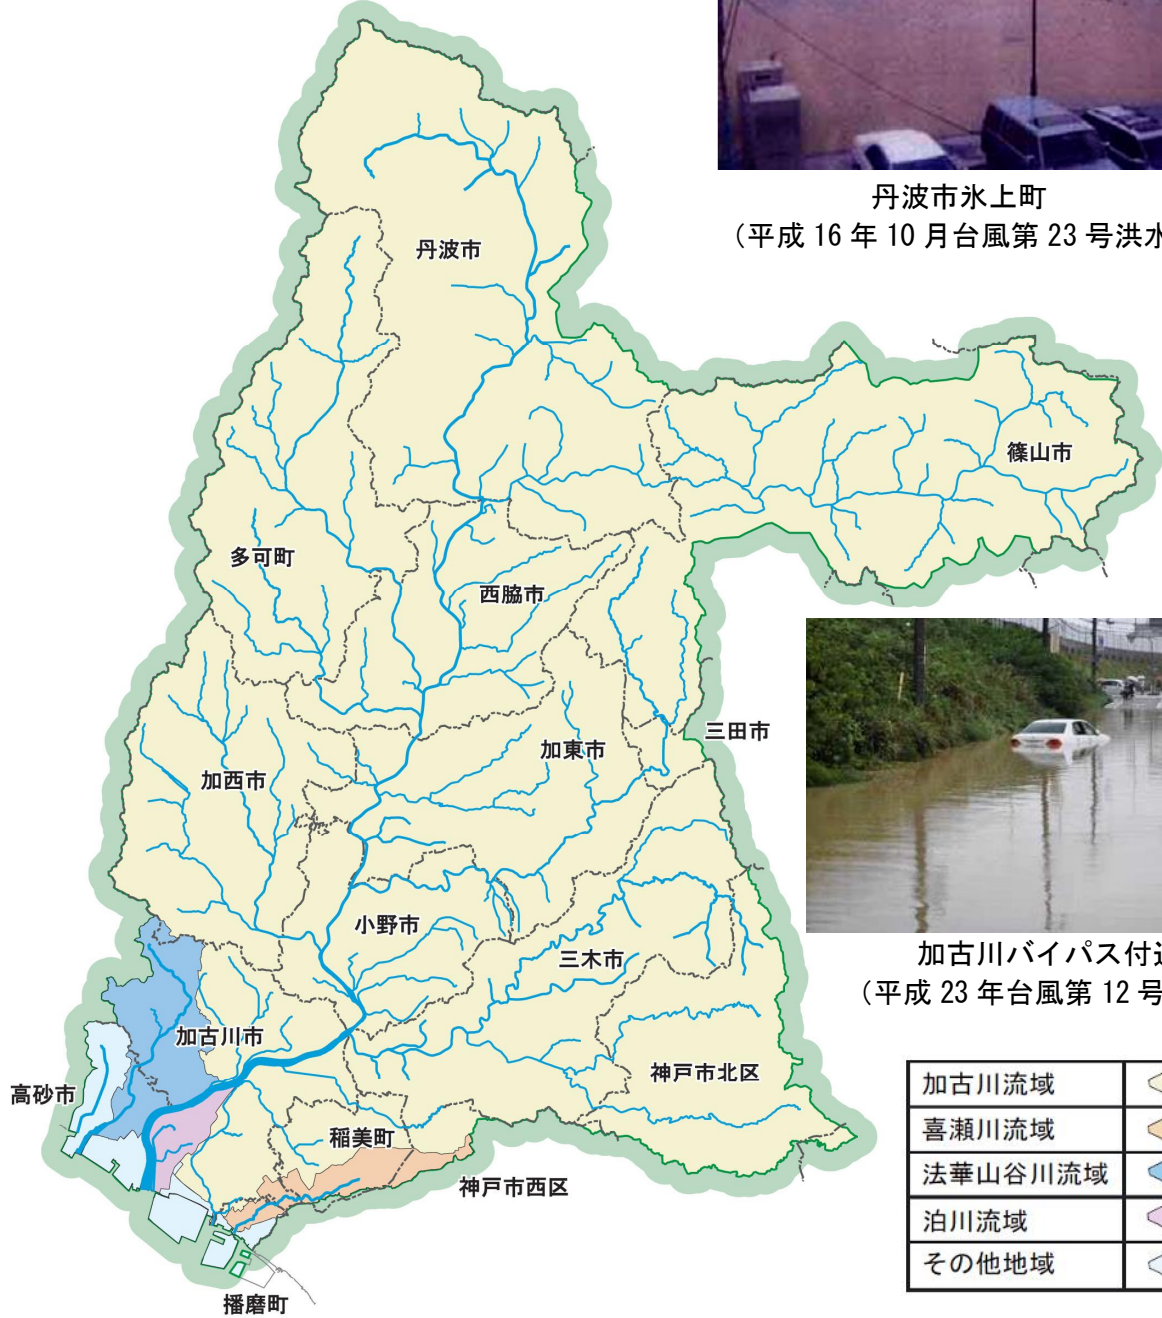 丹波市氷上町
（平成 16 年 10 月台風第 23 号洪水
丹波市
篠山市
多可町
西脇市
三田市
加東市
加西市
小野市
三木市
加古川バイパス付近
（平成 23 年台風第 12 号
加古川市
神戸市北区
高砂市
稲美町
神戸市西区
播磨町
加古川流域
喜瀬川流域
法華山谷川流域
泊川流域
その他地域